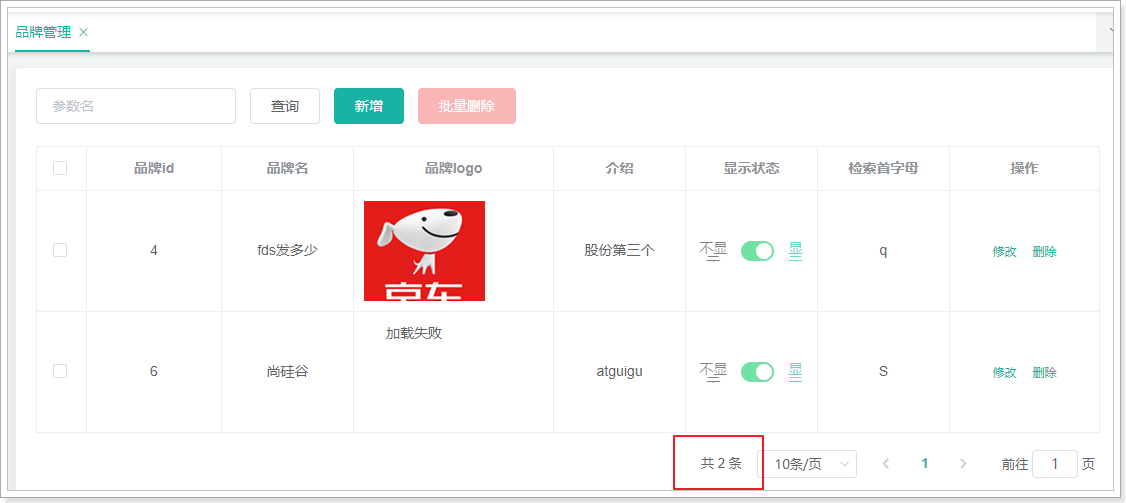 品牌管理
参数名 查询 新增 批量删除
品牌id 品牌名 品牌logo 介绍 显示状态 检索首字母 操作
4 fds发多少 京东 股份第三个 不显 显 q 修改 删除
加载失败
6 尚硅谷 atguigu 不显 显 S 修改 删除
共 2 条 10条/页 1 前往 1 页